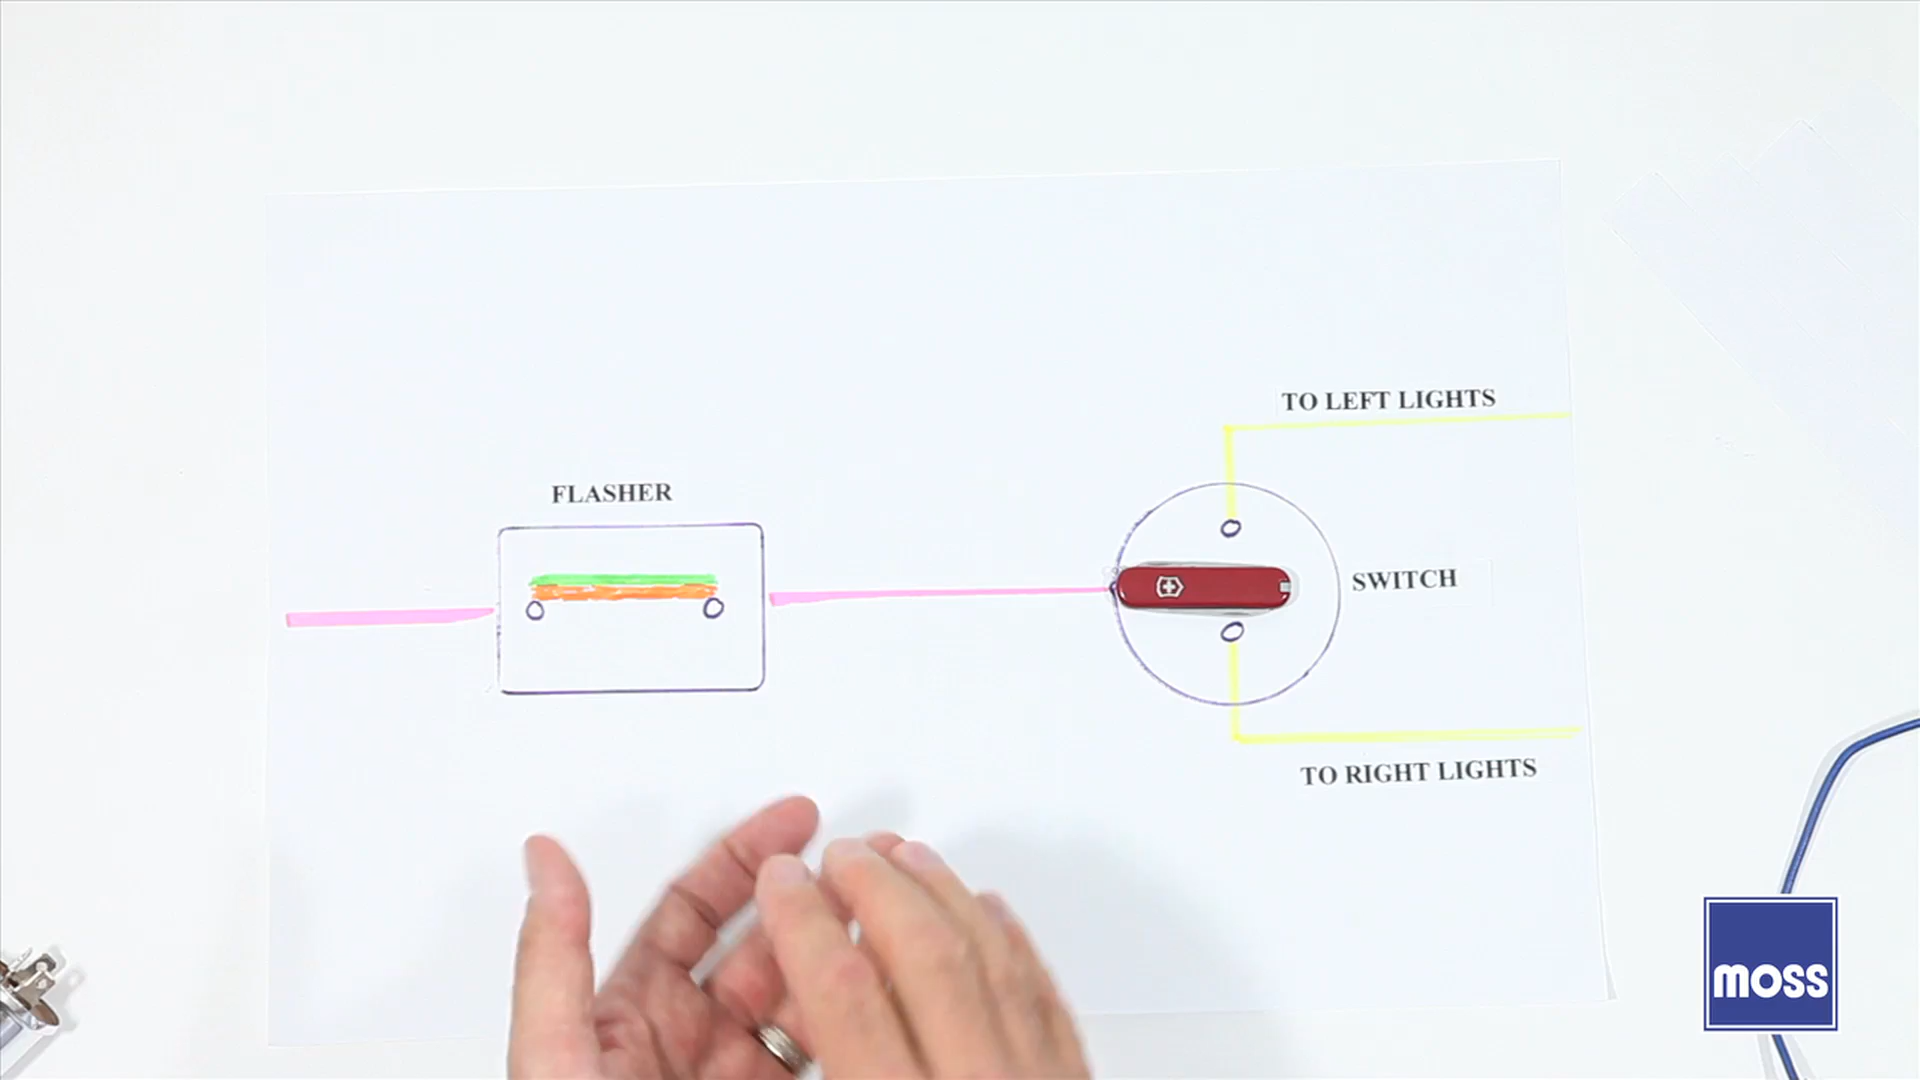 TO LEFT LIGHTS
FLASHER
SWITCH
TO RIGHT LIGHTS
moss